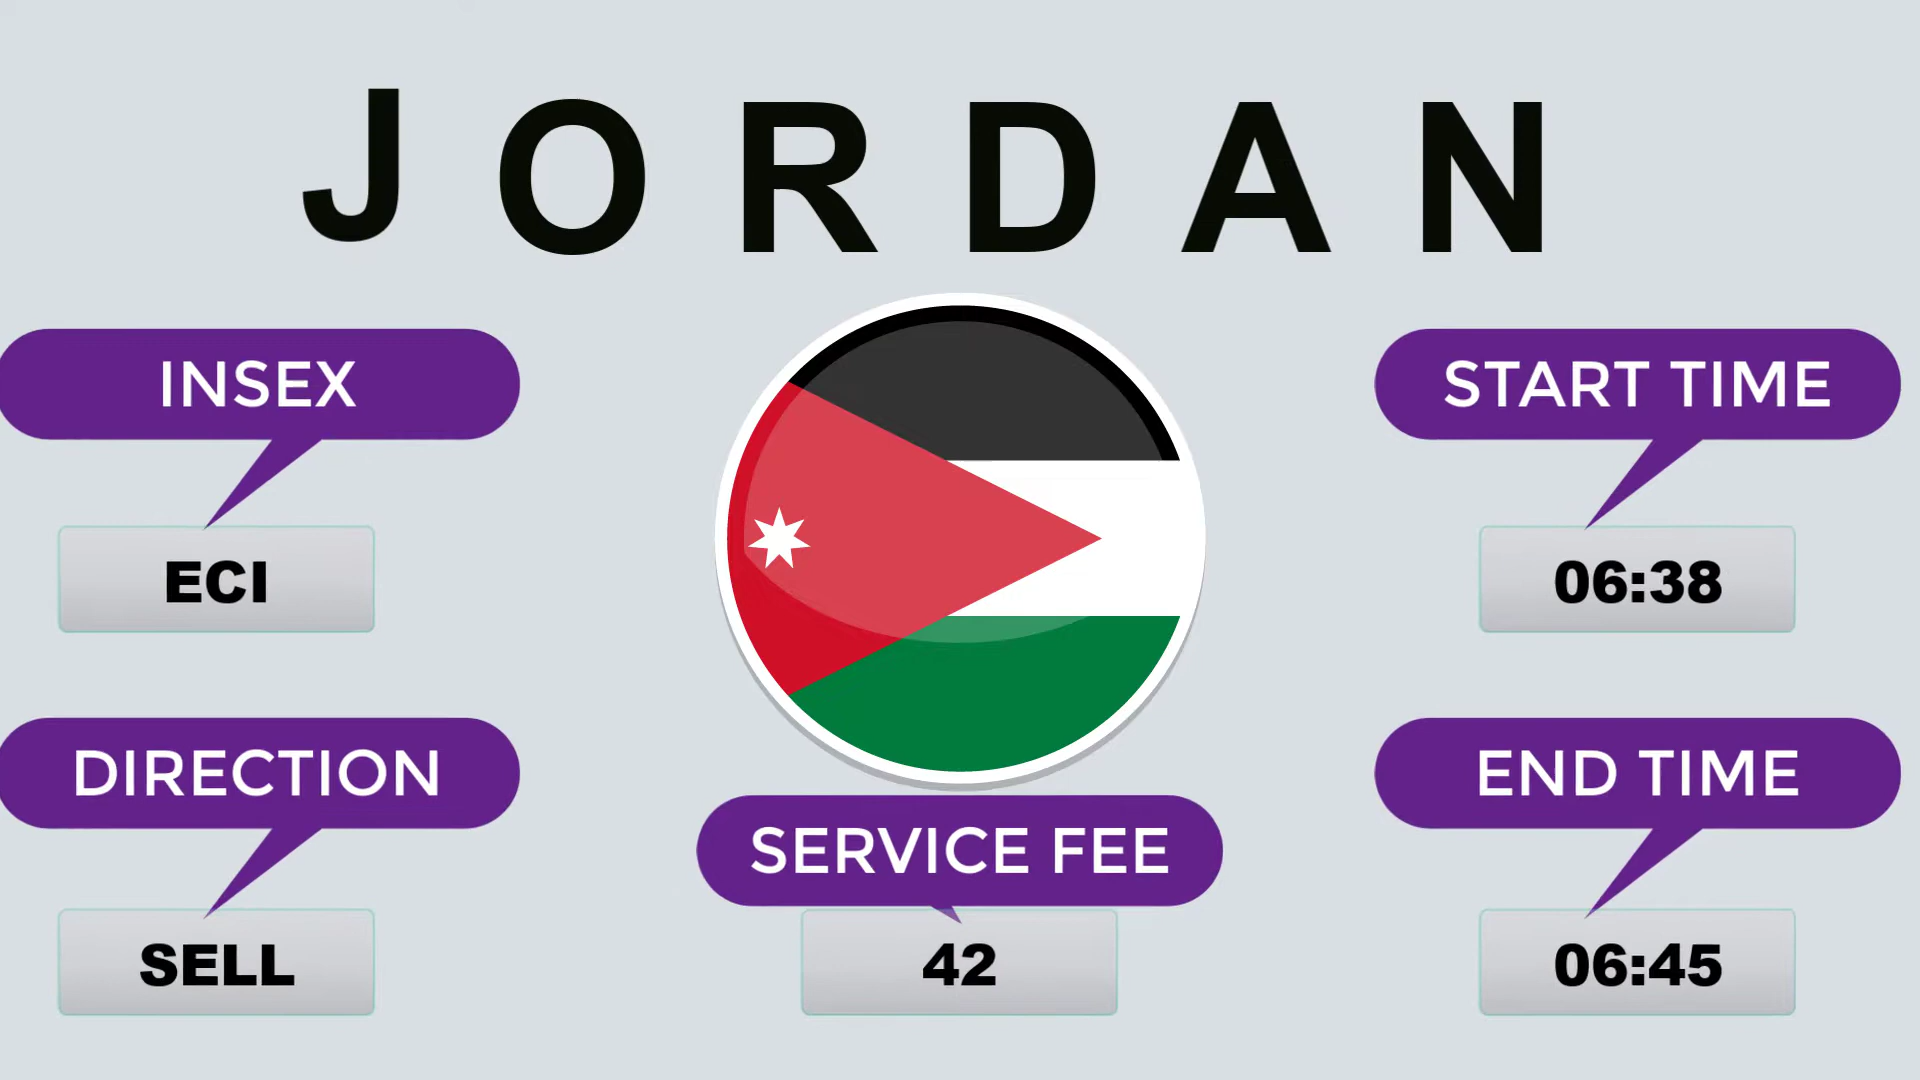 JORDAN
INSEX
ECI
START TIME
06:38
DIRECTION
SELL
SERVICE FEE
42
END TIME
06:45